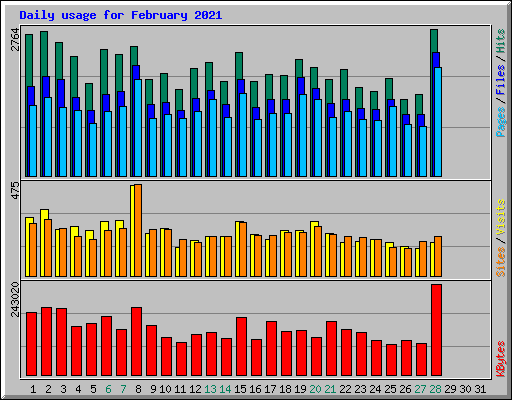 Daily usage for February 2021
2764
Pages / Files / Hits
475
Sites / Visits
243020
KBytes
1 2 3 4 5 6 7 8 9 10 11 12 13 14 15 16 17 18 19 20 21 22 23 24 25 26 27 28 29 30 31